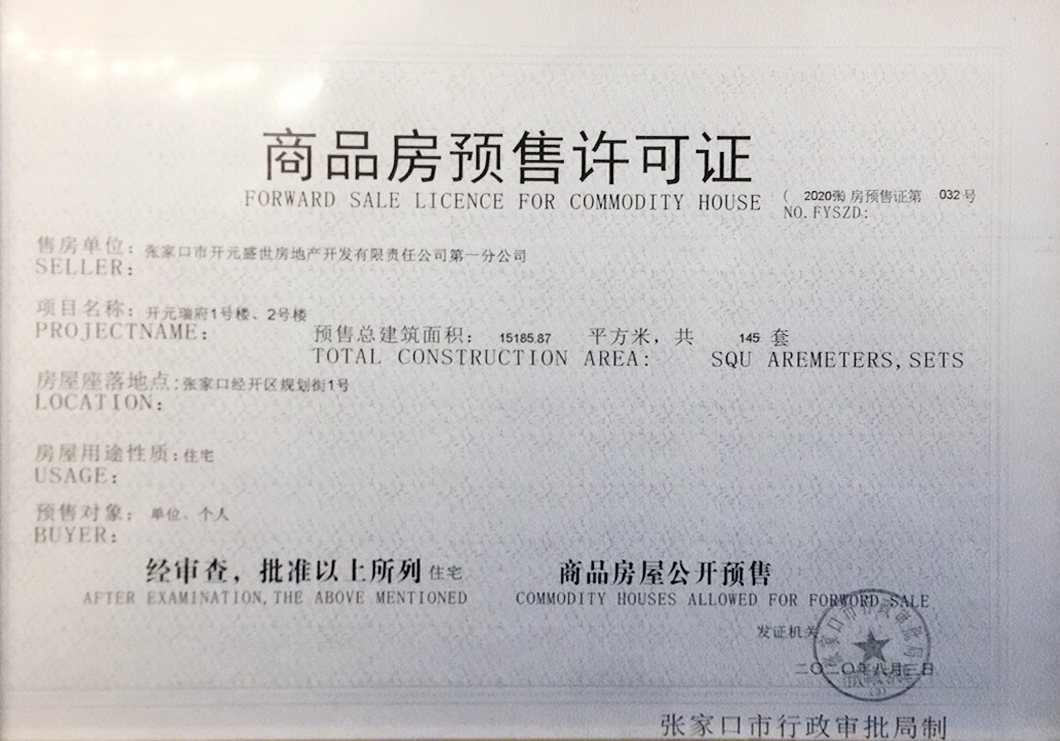 商品房预售许可证
FORWARD SALE LICENCE FOR COMMODITY HOUSE
( 2020张) 房预售证第 032号
NO.FYSZD:
售房单位：张家口市开元盛世房地产开发有限责任公司第一分公司
SELLER:
项目名称：开元瑞府1号楼、2号楼
PROJECTNAME:
预售总建筑面积： 15185.87 平方米，共 145 套
TOTAL CONSTRUCTION AREA: SQU AREMETERS,SETS
房屋座落地点：张家口经开区规划街1号
LOCATION:
房屋用途性质：住宅
USAGE:
预售对象： 单位、个人
BUYER:
经审查，批准以上所列 住宅 商品房屋公开预售
AFTER EXAMINATION,THE ABOVE MENTIONED COMMODITY HOUSES ALLOWED FOR FORWORD SALE
发证机关
二〇二〇年八月三日
张家口市行政审批局制